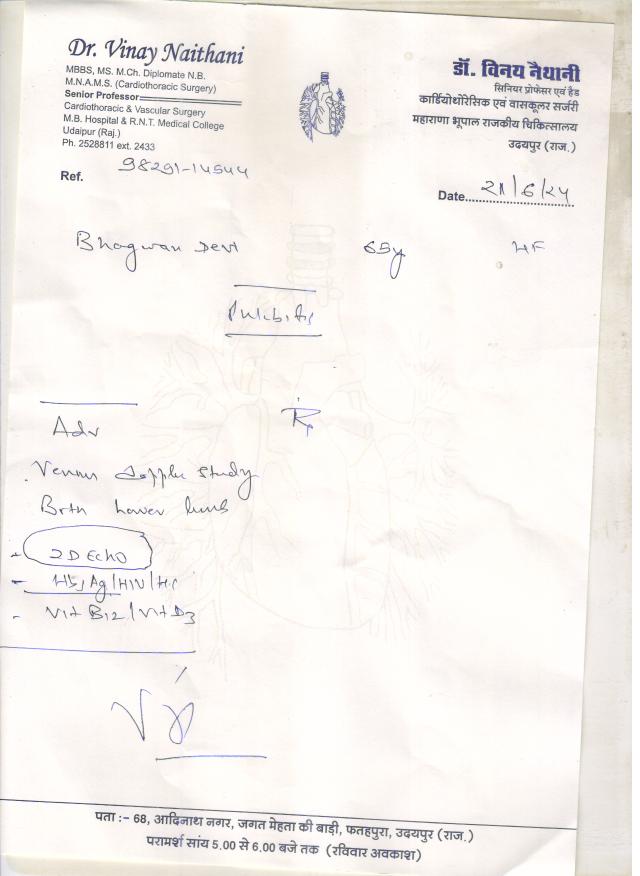 Dr. Vinay Naithani
MBBS, MS. M.Ch. Diplomate N.B.
M.N.A.M.S. (Cardiothoracic Surgery)
Senior Professor
Cardiothoracic & Vascular Surgery
M.B. Hospital & R.N.T. Medical College
Udaipur (Raj.)
Ph. 2528811 ext. 2433
98291-14544
Ref.
डॉ. विनय नैथानी
सिनियर प्रोफेसर एवं हैड
कार्डियोथोरेसिक एवं वासकूलर सर्जरी
महाराणा भूपाल राजकीय चिकित्सालय
उदयपुर (राज.)
Date 21/6/24
Bhagwan Devi 65y
Adv
Venous Doppler Study
Both Lower limb
- 2D Echo
- HBsAg/HIV/
- Vit B12/Vit D3
पता :- 68, आदिनाथ नगर, जगत मेहता की बाड़ी, फतहपुरा, उदयपुर (राज.)
परामर्श सांय 5.00 से 6.00 बजे तक (रविवार अवकाश)